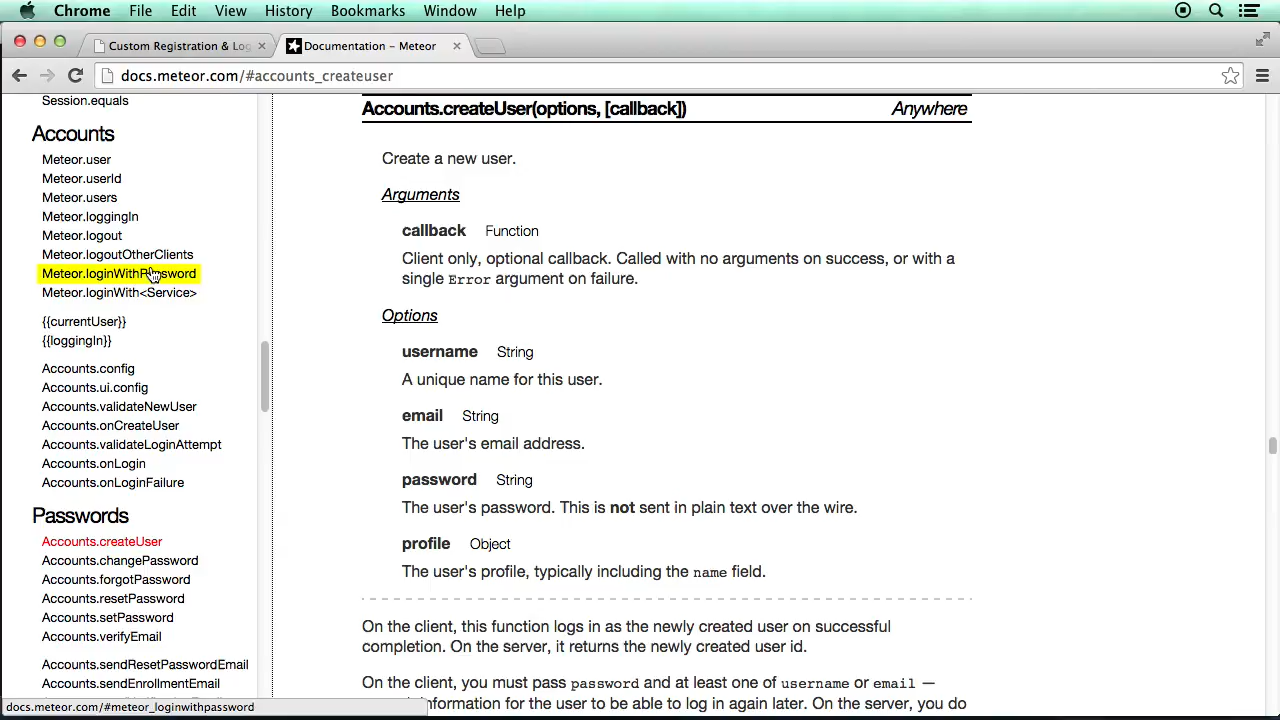 Chrome File Edit View History Bookmarks Window Help
Custom Registration & Log
Documentation – Meteor
docs.meteor.com/#accounts_createuser
Session.equals
Accounts
Meteor.user
Meteor.userId
Meteor.users
Meteor.loggingIn
Meteor.logout
Meteor.logoutOtherClients
Meteor.loginWithPassword
Meteor.loginWith<Service>
{{currentUser}}
{{loggingIn}}
Accounts.config
Accounts.ui.config
Accounts.validateNewUser
Accounts.onCreateUser
Accounts.validateLoginAttempt
Accounts.onLogin
Accounts.onLoginFailure
Passwords
Accounts.createUser
Accounts.changePassword
Accounts.forgotPassword
Accounts.resetPassword
Accounts.setPassword
Accounts.verifyEmail
Accounts.sendResetPasswordEmail
Accounts.sendEnrollmentEmail
docs.meteor.com/#meteor_loginwithpassword
Accounts.createUser(options, [callback]) Anywhere
Create a new user.
Arguments
callback Function
Client only, optional callback. Called with no arguments on success, or with a
single Error argument on failure.
Options
username String
A unique name for this user.
email String
The user's email address.
password String
The user's password. This is not sent in plain text over the wire.
profile Object
The user's profile, typically including the name field.
On the client, this function logs in as the newly created user on successful
completion. On the server, it returns the newly created user id.
On the client, you must pass password and at least one of username or email —
information for the user to be able to log in again later. On the server, you do